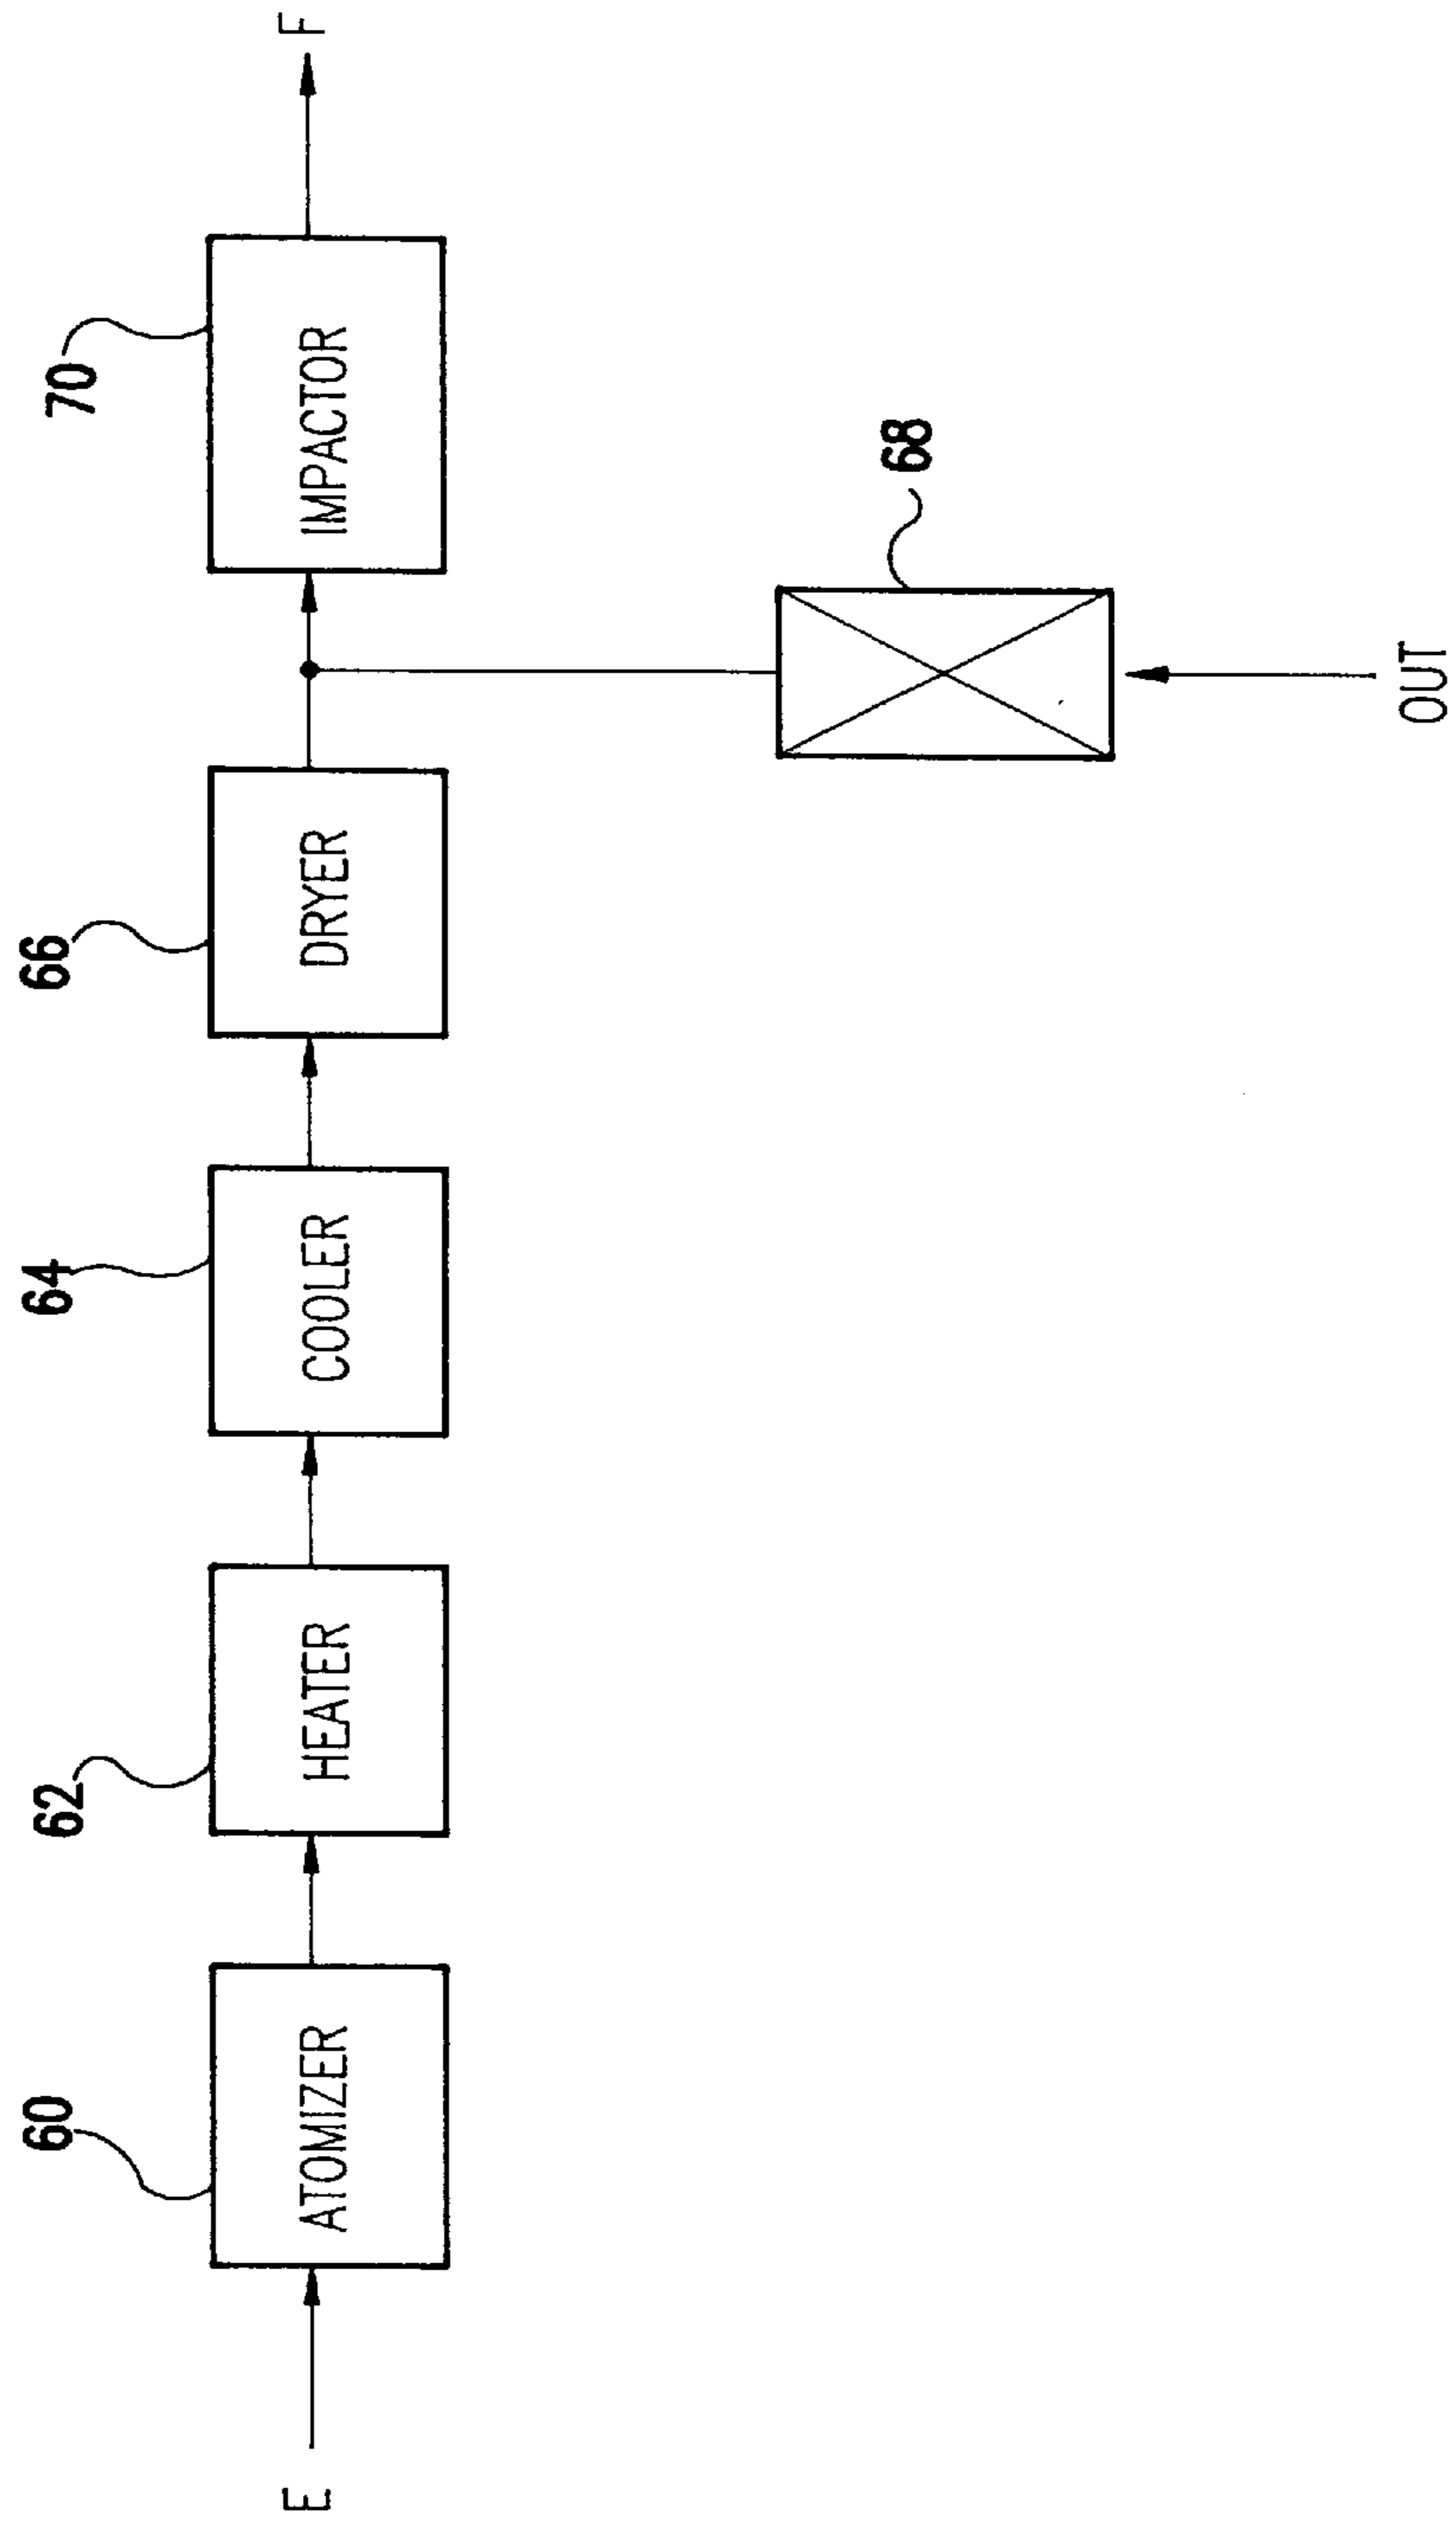 60
62
64
66
70
E
ATOMIZER
HEATER
COOLER
DRYER
IMPACTOR
F
68
OUT